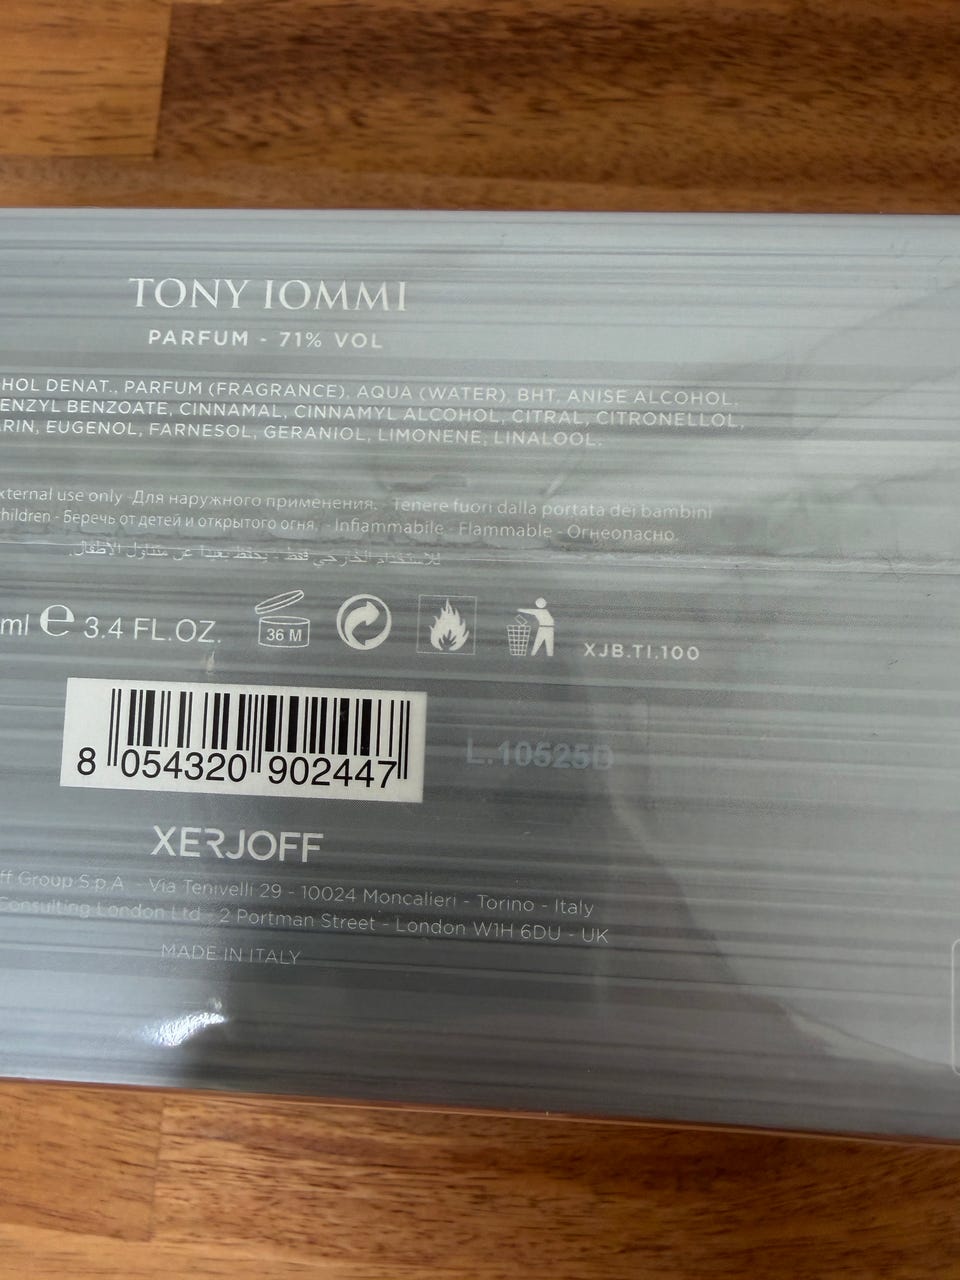 TONY IOMMI
PARFUM - 71% VOL
HOL DENAT., PARFUM (FRAGRANCE), AQUA (WATER), BHT, ANISE ALCOHOL,
ENZYL BENZOATE, CINNAMAL, CINNAMYL ALCOHOL, CITRAL, CITRONELLOL,
ARIN, EUGENOL, FARNESOL, GERANIOL, LIMONENE, LINALOOL.
xternal use only - Для наружного применения. Tenere fuori dalla portata dei bambini
hildren - Беречь от детей и открытого огня. - Infiammabile - Flammable - Огнеопасно.
للاستخدام الخارجي فقط - يحفظ بعيداً عن متناول الأطفال.
ml e 3.4 FL.OZ. 36 M XJB.TI.100
8 054320 902447
L.10525D
XERJOFF
ff Group S.p.A. - Via Tenivelli 29 - 10024 Moncalieri - Torino - Italy
Consulting London Ltd - 2 Portman Street - London W1H 6DU - UK
MADE IN ITALY